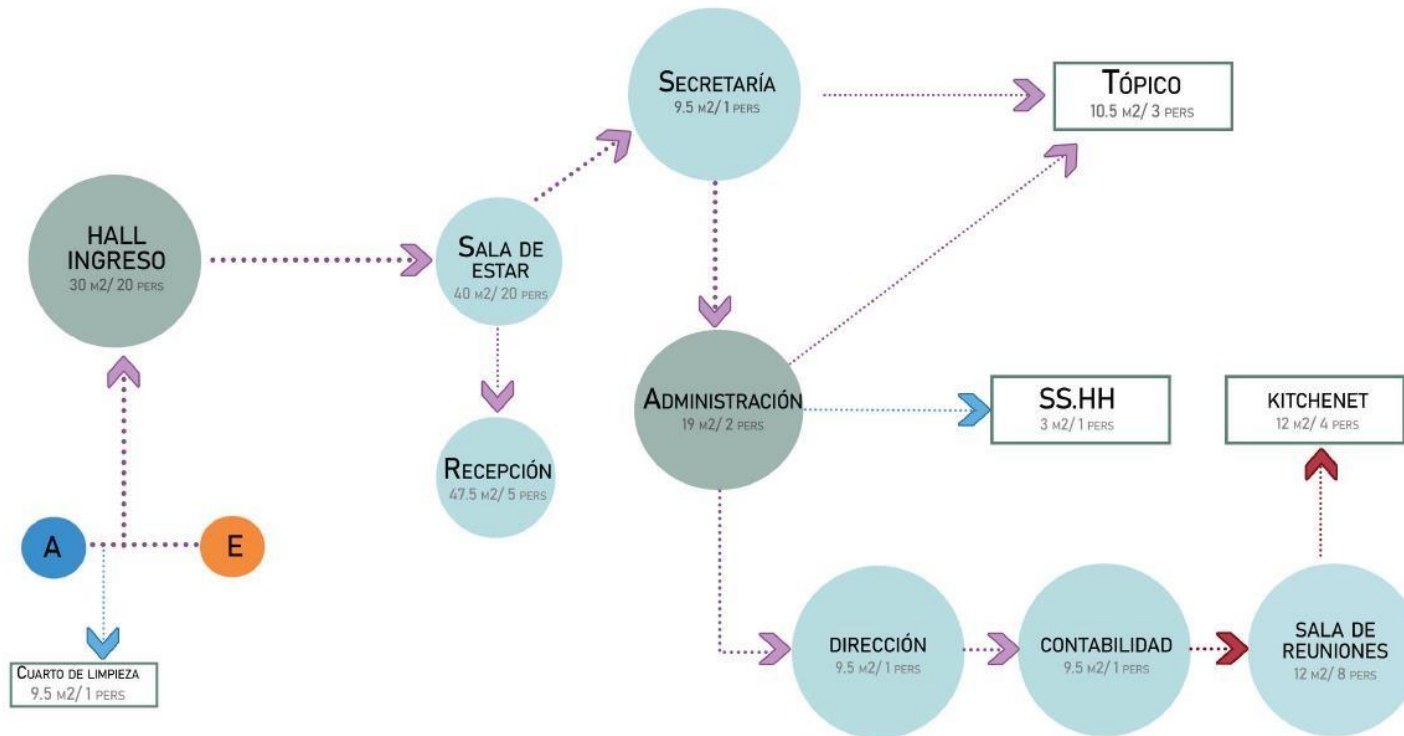 SECRETARÍA
9.5 M2/ 1 PERS
TÓPICO
10.5 M2/ 3 PERS
HALL
INGRESO
30 M2/ 20 PERS
SALA DE
ESTAR
40 M2/ 20 PERS
ADMINISTRACIÓN
19 M2/ 2 PERS
SS.HH
3 M2/ 1 PERS
KITCHENET
12 M2/ 4 PERS
RECEPCIÓN
47.5 M2/ 5 PERS
A
E
CUARTO DE LIMPIEZA
9.5 M2/ 1 PERS
DIRECCIÓN
9.5 M2/ 1 PERS
CONTABILIDAD
9.5 M2/ 1 PERS
SALA DE
REUNIONES
12 M2/ 8 PERS